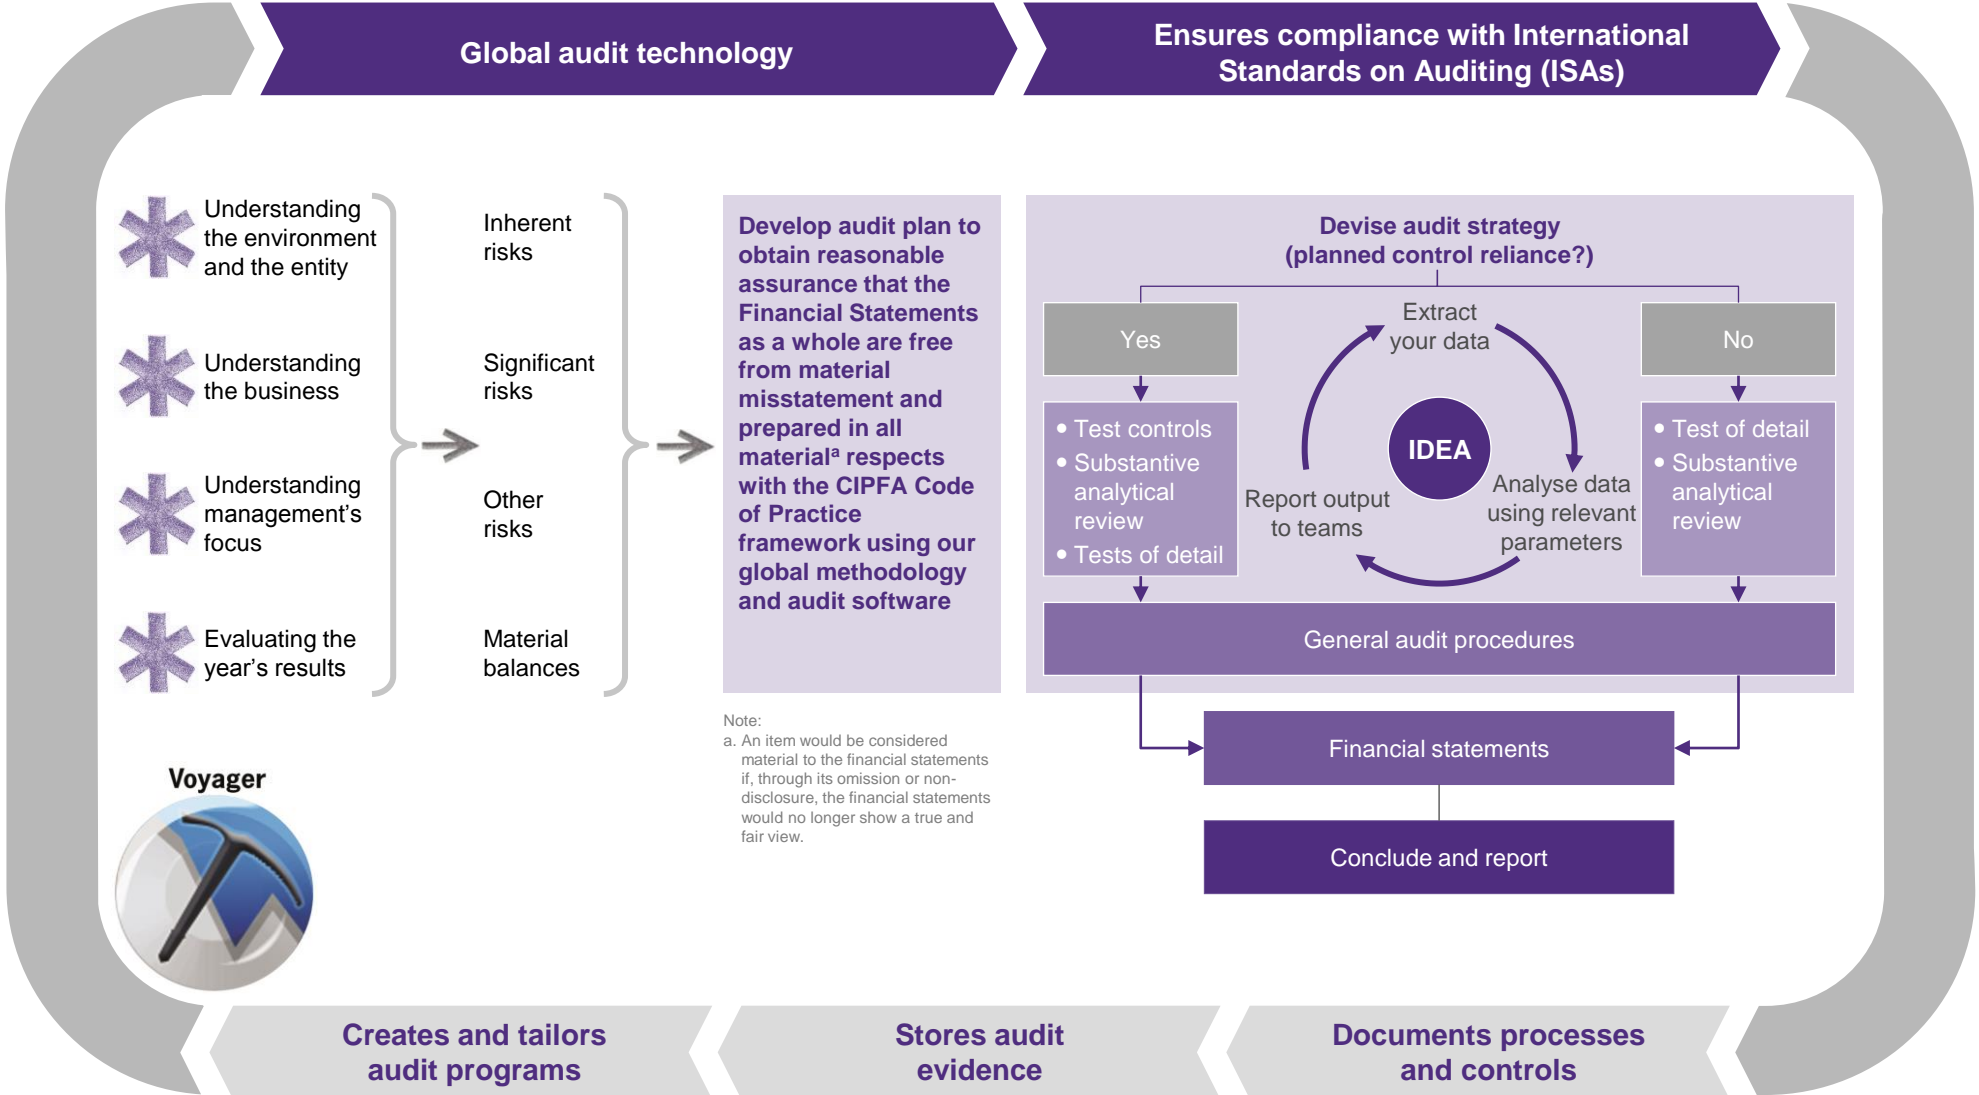 Global audit technology
Ensures compliance with International
Standards on Auditing (ISAs)
Understanding
the environment
and the entity
Understanding
the business
Understanding
management’s
focus
Evaluating the
year’s results
Inherent
risks
Significant
risks
Other
risks
Material
balances
Develop audit plan to
obtain reasonable
assurance that the
Financial Statements
as a whole are free
from material
misstatement and
prepared in all
materialᵃ respects
with the CIPFA Code
of Practice
framework using our
global methodology
and audit software
Note:
a. An item would be considered
material to the financial statements
if, through its omission or non-
disclosure, the financial statements
would no longer show a true and
fair view.
Devise audit strategy
(planned control reliance?)
Yes
• Test controls
• Substantive
analytical
review
• Tests of detail
Extract
your data
IDEA
Analyse data
using relevant
parameters
Report output
to teams
No
• Test of detail
• Substantive
analytical
review
General audit procedures
Financial statements
Conclude and report
Voyager
Creates and tailors
audit programs
Stores audit
evidence
Documents processes
and controls